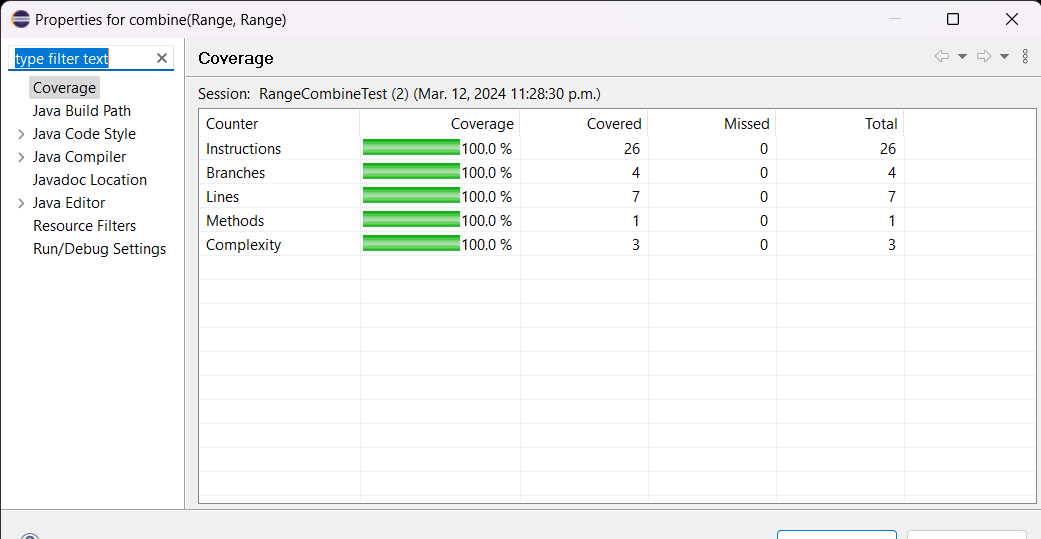 Properties for combine(Range, Range)
type filter text
Coverage
Java Build Path
Java Code Style
Java Compiler
Javadoc Location
Java Editor
Resource Filters
Run/Debug Settings
Coverage
Session: RangeCombineTest (2) (Mar. 12, 2024 11:28:30 p.m.)
Counter Coverage Covered Missed Total
Instructions 100.0 % 26 0 26
Branches 100.0 % 4 0 4
Lines 100.0 % 7 0 7
Methods 100.0 % 1 0 1
Complexity 100.0 % 3 0 3